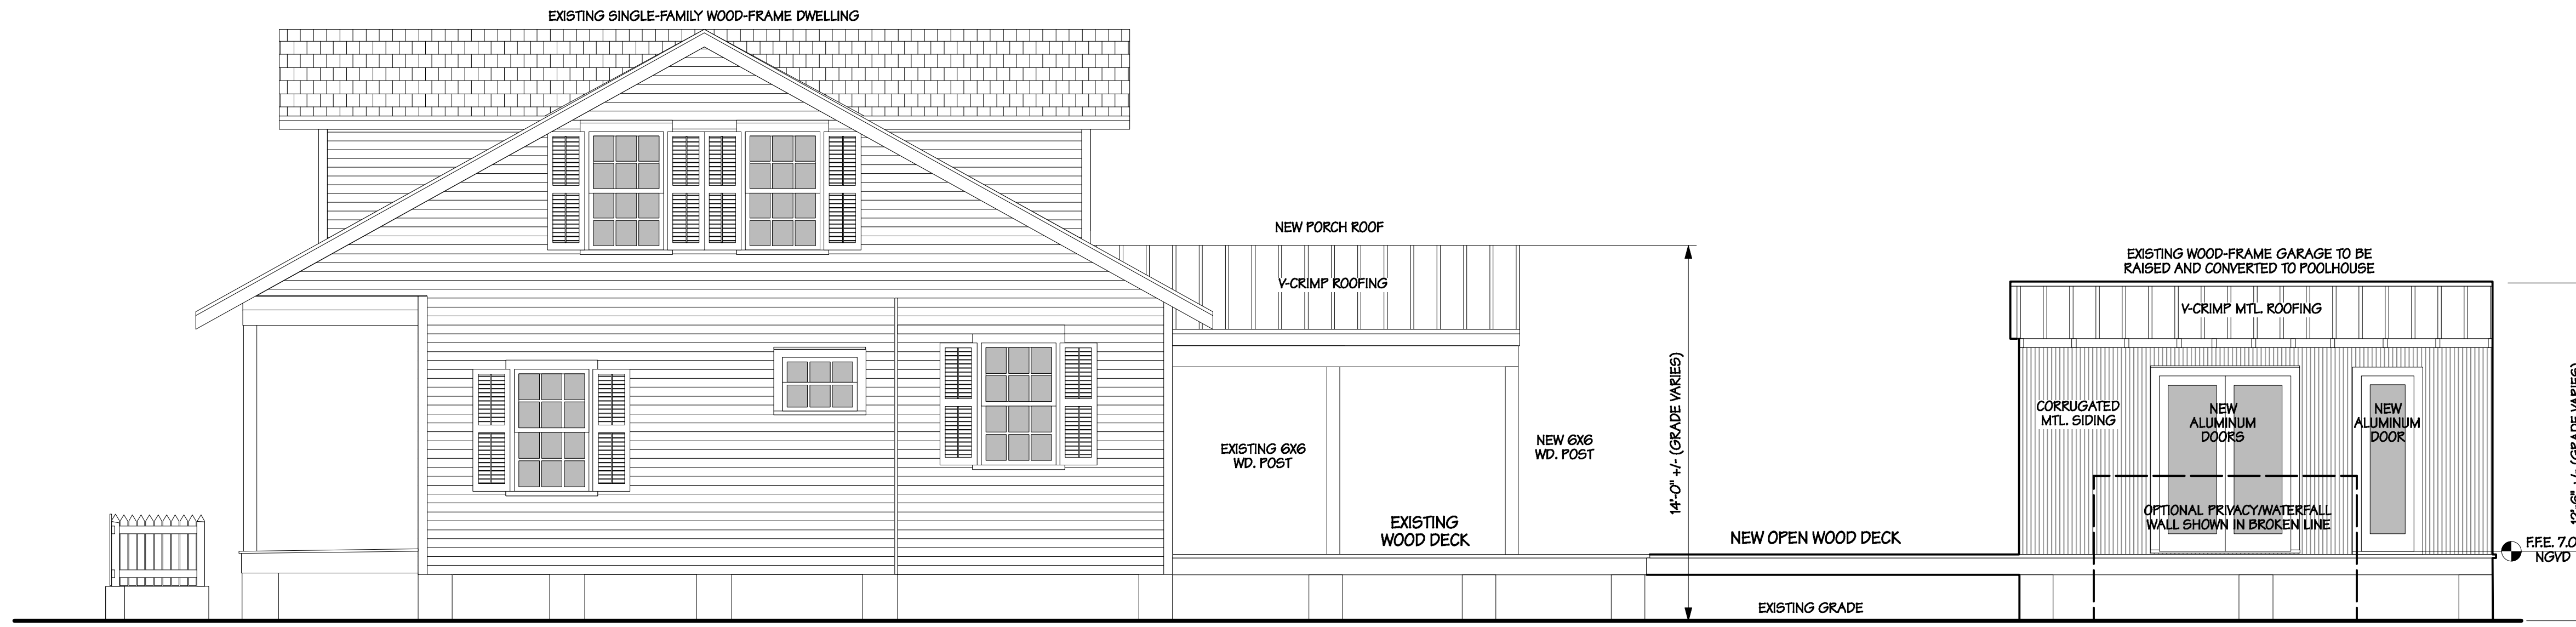 EXISTING SINGLE-FAMILY WOOD-FRAME DWELLING
NEW PORCH ROOF
V-CRIMP ROOFING
EXISTING WOOD-FRAME GARAGE TO BE
RAISED AND CONVERTED TO POOLHOUSE
V-CRIMP MTL. ROOFING
14'-0" +/- (GRADE VARIES)
CORRUGATED
MTL. SIDING
NEW
ALUMINUM
DOORS
NEW
ALUMINUM
DOOR
EXISTING 6X6
WD. POST
NEW 6X6
WD. POST
OPTIONAL PRIVACY/WATERFALL
WALL SHOWN IN BROKEN LINE
EXISTING
WOOD DECK
NEW OPEN WOOD DECK
F.F.E. 7.0
NGVD
EXISTING GRADE